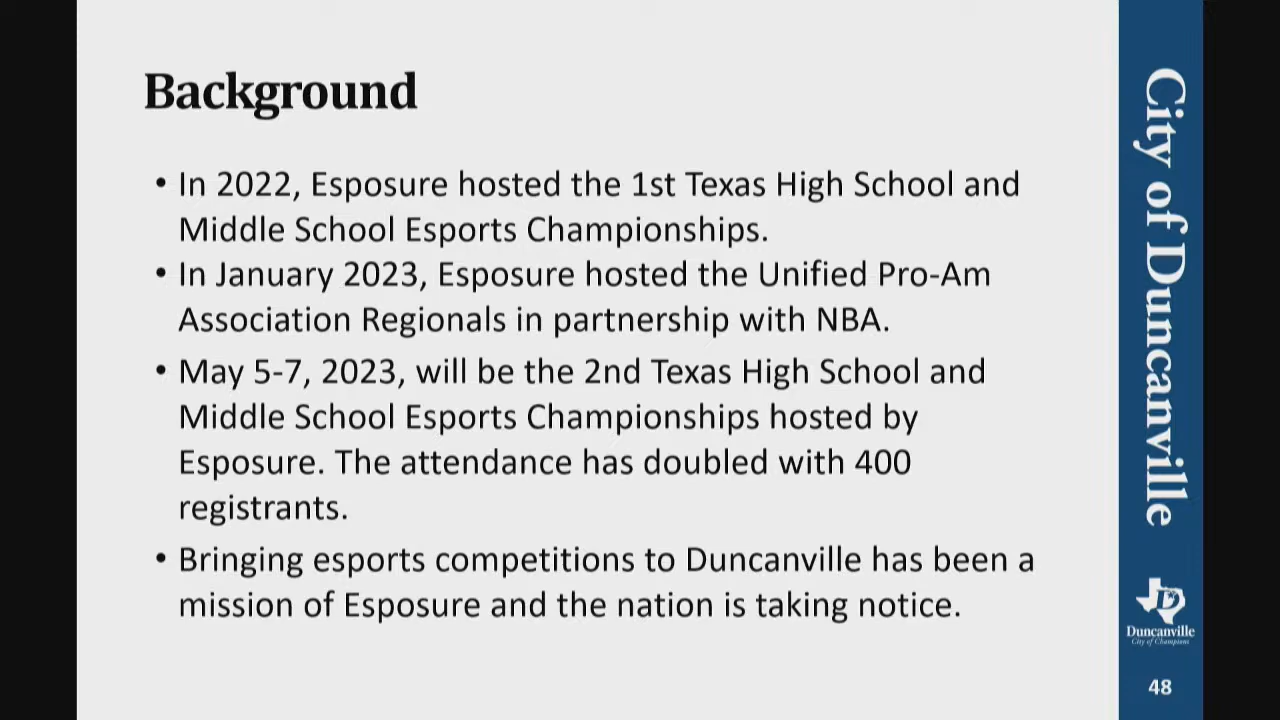 Background
• In 2022, Esposure hosted the 1st Texas High School and
Middle School Esports Championships.
• In January 2023, Esposure hosted the Unified Pro-Am
Association Regionals in partnership with NBA.
• May 5-7, 2023, will be the 2nd Texas High School and
Middle School Esports Championships hosted by
Esposure. The attendance has doubled with 400
registrants.
• Bringing esports competitions to Duncanville has been a
mission of Esposure and the nation is taking notice.
City of Duncanville
D
Duncanville
City of Champions
48